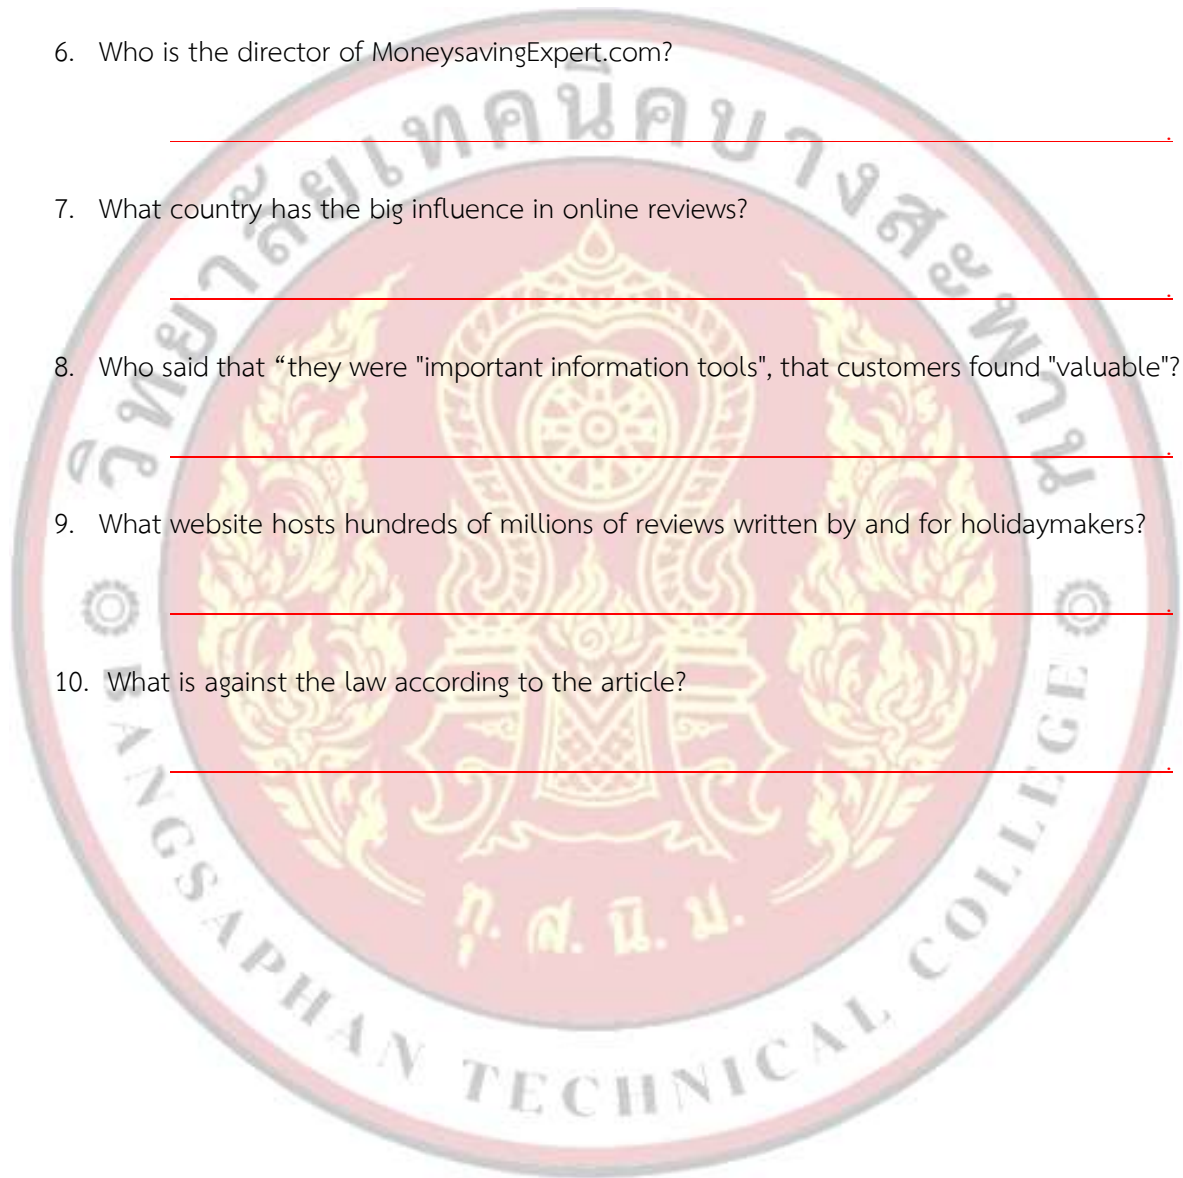 6. Who is the director of MoneysavingExpert.com?
.
7. What country has the big influence in online reviews?
.
8. Who said that “they were "important information tools", that customers found "valuable"?
.
9. What website hosts hundreds of millions of reviews written by and for holidaymakers?
.
10. What is against the law according to the article?
.
วิทยาลัยเทคนิคบางสะพาน
ทุ. ส. นิ. ม.
BANGSAPHAN TECHNICAL COLLEGE